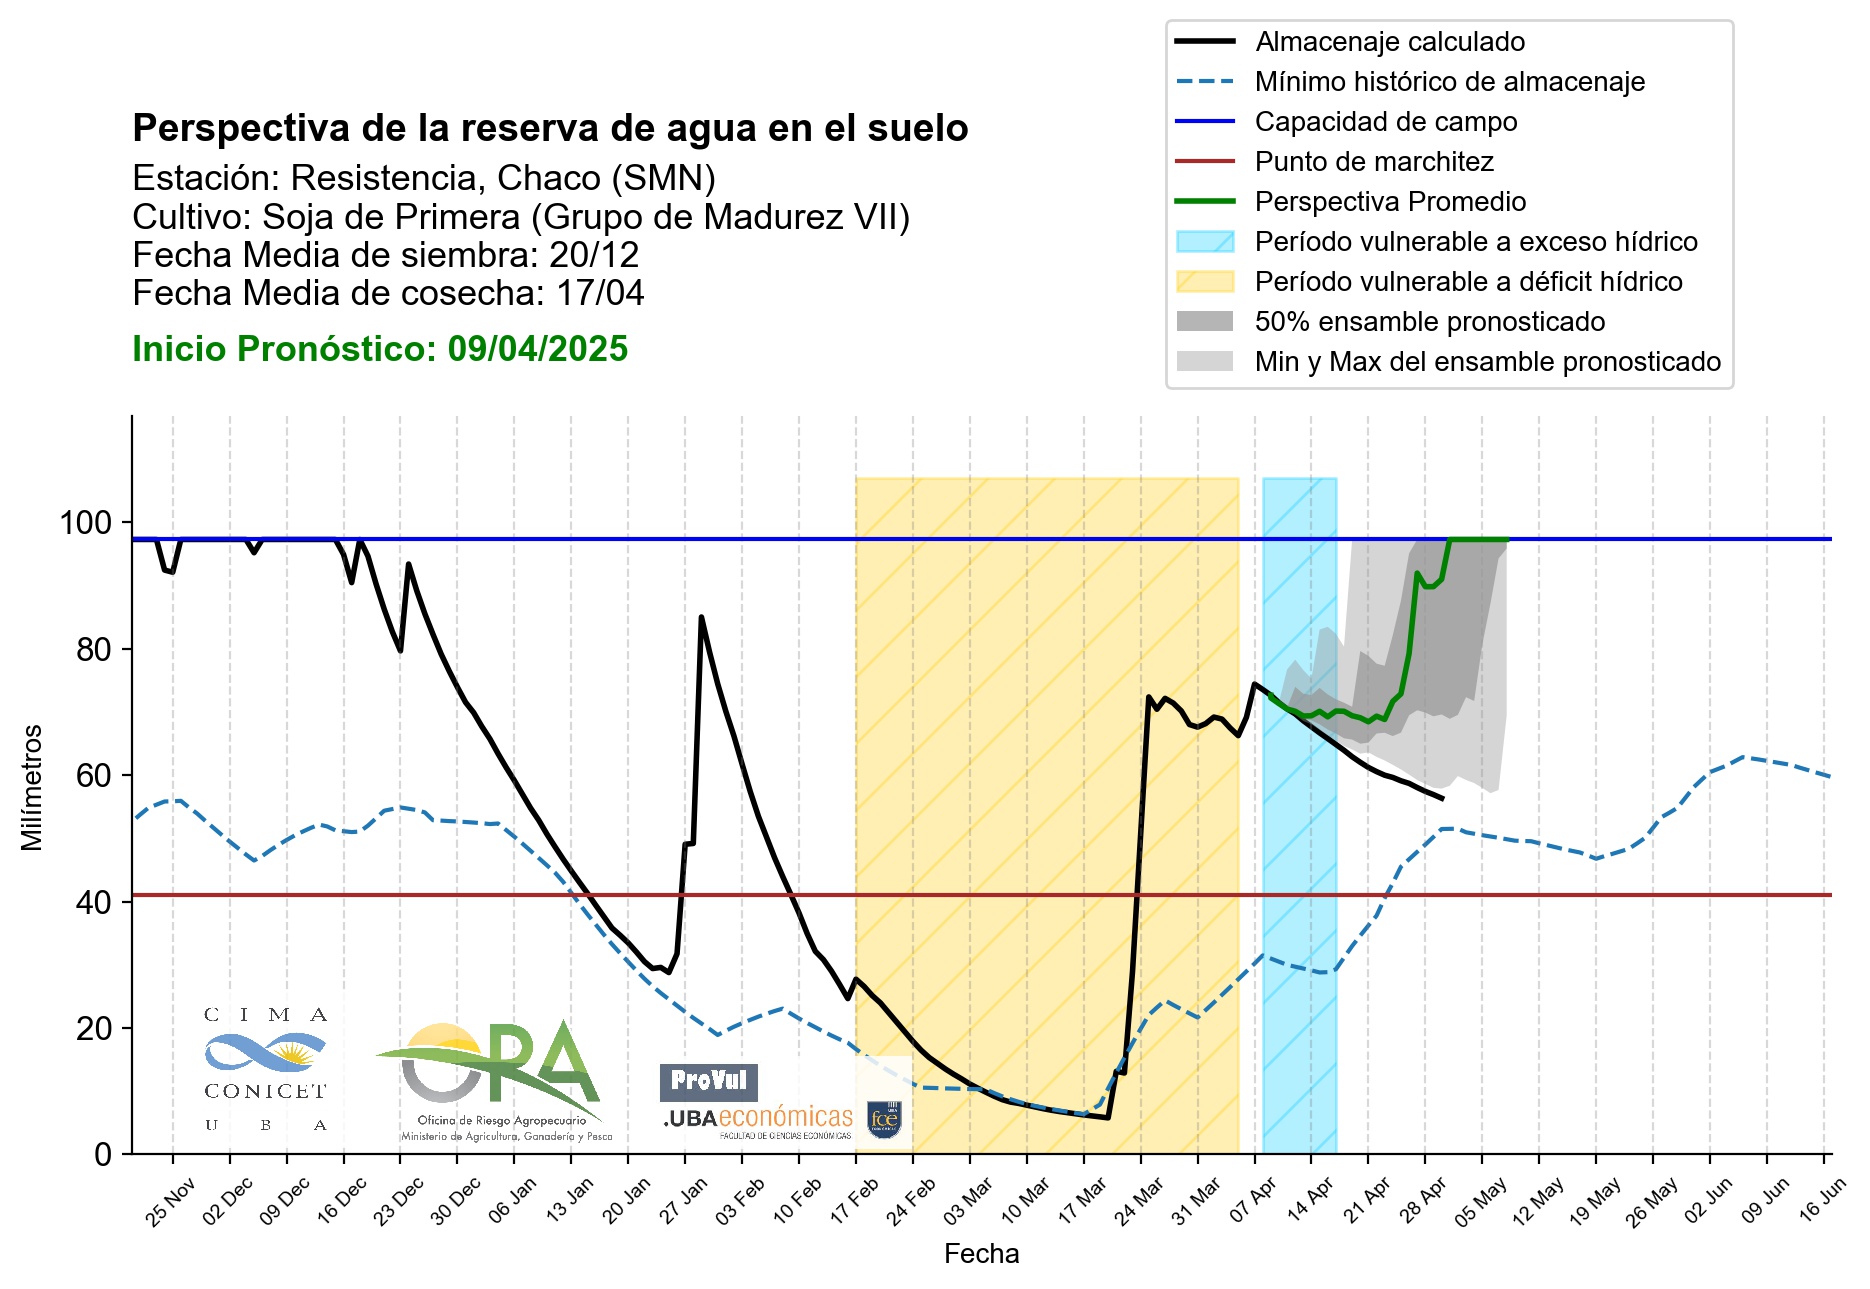 Almacenaje calculado
Mínimo histórico de almacenaje
Capacidad de campo
Punto de marchitez
Perspectiva Promedio
Período vulnerable a exceso hídrico
Período vulnerable a déficit hídrico
50% ensamble pronosticado
Min y Max del ensamble pronosticado
Perspectiva de la reserva de agua en el suelo
Estación: Resistencia, Chaco (SMN)
Cultivo: Soja de Primera (Grupo de Madurez VII)
Fecha Media de siembra: 20/12
Fecha Media de cosecha: 17/04
Inicio Pronóstico: 09/04/2025
Milímetros
100
80
60
40
20
0
CIMA
CONICET
UBA
ORA
Oficina de Riesgo Agropecuario
Ministerio de Agricultura, Ganadería y Pesca
ProVul
.UBAeconómicas
FACULTAD DE CIENCIAS ECONÓMICAS
UBA
fce
ECONÓMICAS
25 Nov
02 Dec
09 Dec
16 Dec
23 Dec
30 Dec
06 Jan
13 Jan
20 Jan
27 Jan
03 Feb
10 Feb
17 Feb
24 Feb
03 Mar
10 Mar
17 Mar
24 Mar
31 Mar
07 Apr
14 Apr
21 Apr
28 Apr
05 May
12 May
19 May
26 May
02 Jun
09 Jun
16 Jun
Fecha